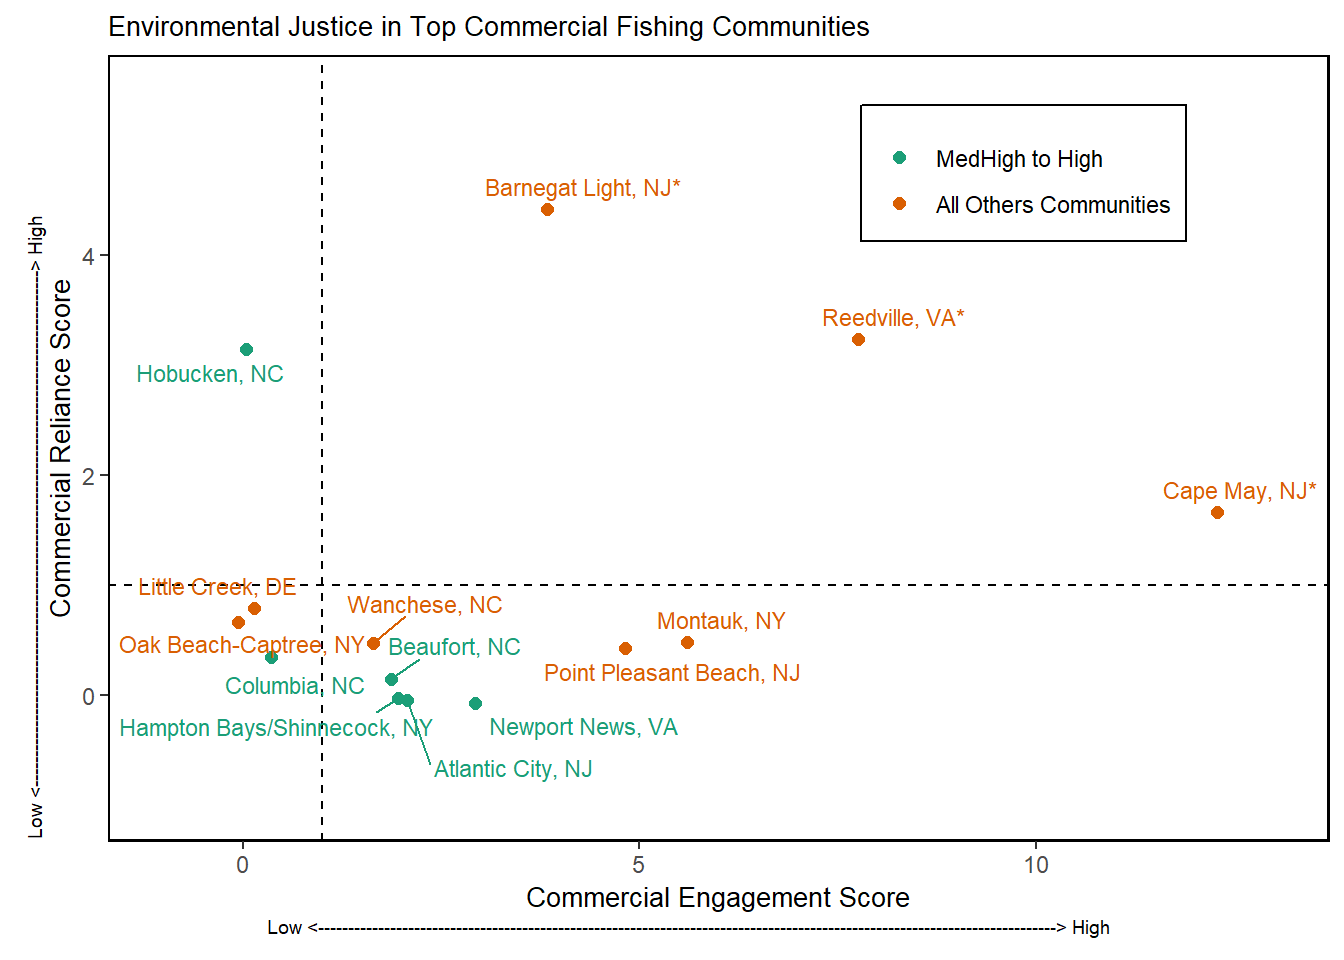 Environmental Justice in Top Commercial Fishing Communities
MedHigh to High
All Others Communities
Barnegat Light, NJ*
Reedville, VA*
Hobucken, NC
Cape May, NJ*
Little Creek, DE
Wanchese, NC
Montauk, NY
Oak Beach-Captree, NY
Beaufort, NC
Point Pleasant Beach, NJ
Columbia, NC
Hampton Bays/Shinnecock, NY
Newport News, VA
Atlantic City, NJ
4
2
0
Commercial Reliance Score
Low <--------------------------------------------------------------------------------------------> High
0
5
10
Commercial Engagement Score
Low <----------------------------------------------------------------------------------------------------------------------------> High